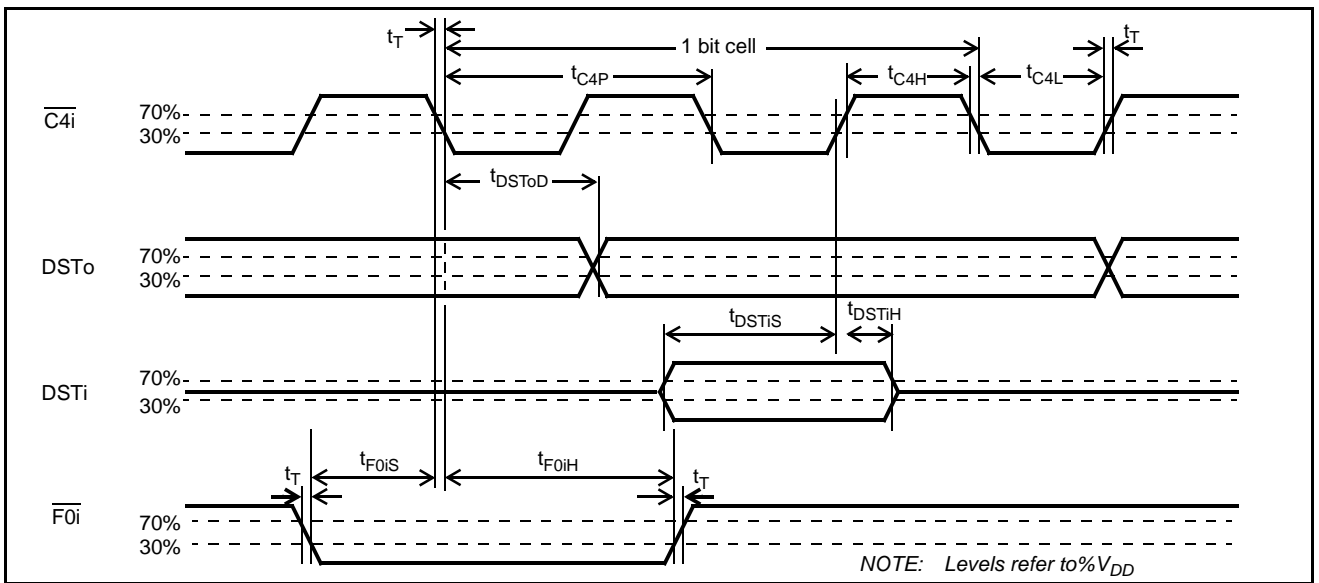 tT 1 bit cell tT
tC4P tC4H tC4L
C4i 70%
30%
tDSToD
DSTo 70%
30%
tDSTiS tDSTiH
DSTi 70%
30%
tT tF0iS tF0iH tT
F0i 70%
30%
NOTE: Levels refer to%VDD